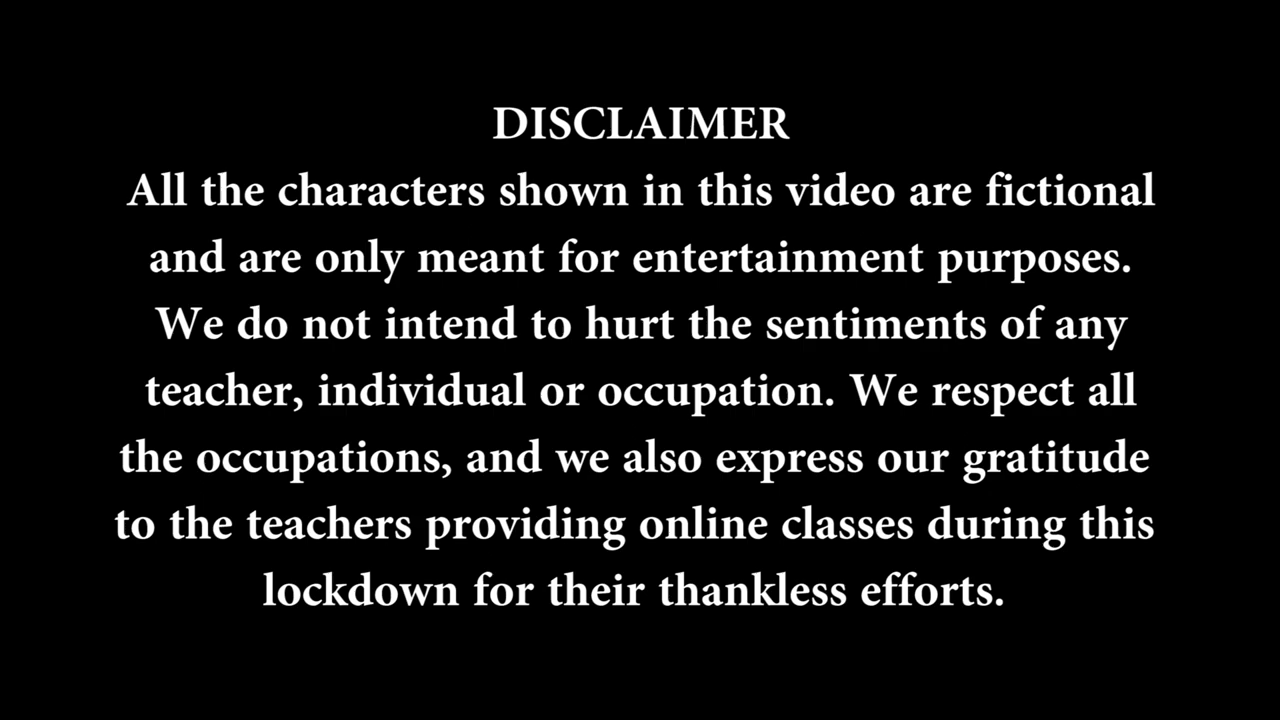 DISCLAIMER
All the characters shown in this video are fictional
and are only meant for entertainment purposes.
We do not intend to hurt the sentiments of any
teacher, individual or occupation. We respect all
the occupations, and we also express our gratitude
to the teachers providing online classes during this
lockdown for their thankless efforts.